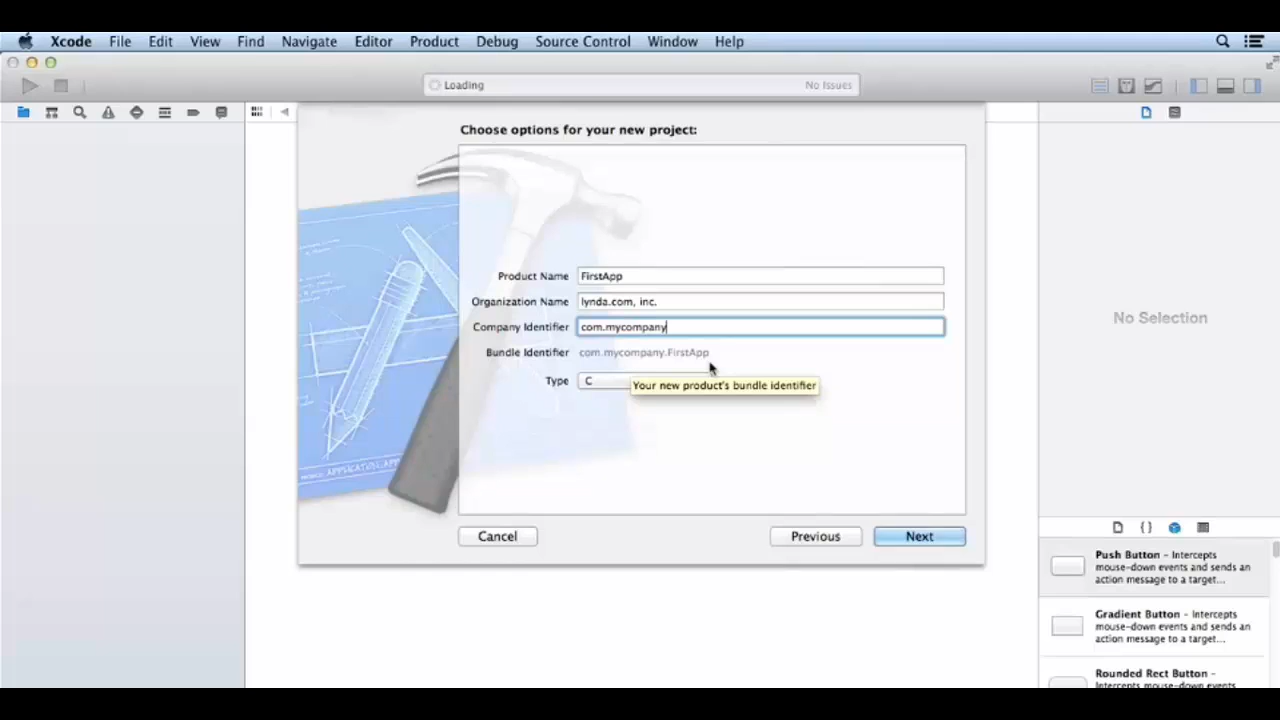 Xcode File Edit View Find Navigate Editor Product Debug Source Control Window Help
Loading No Issues
Choose options for your new project:
Product Name FirstApp
Organization Name lynda.com, inc.
Company Identifier com.mycompany
Bundle Identifier com.mycompany.FirstApp
Type C
Your new product's bundle identifier
No Selection
Cancel Previous Next
Push Button - Intercepts
mouse-down events and sends an
action message to a target...
Gradient Button - Intercepts
mouse-down events and sends an
action message to a target...
Rounded Rect Button -
Intercepts mouse-down events